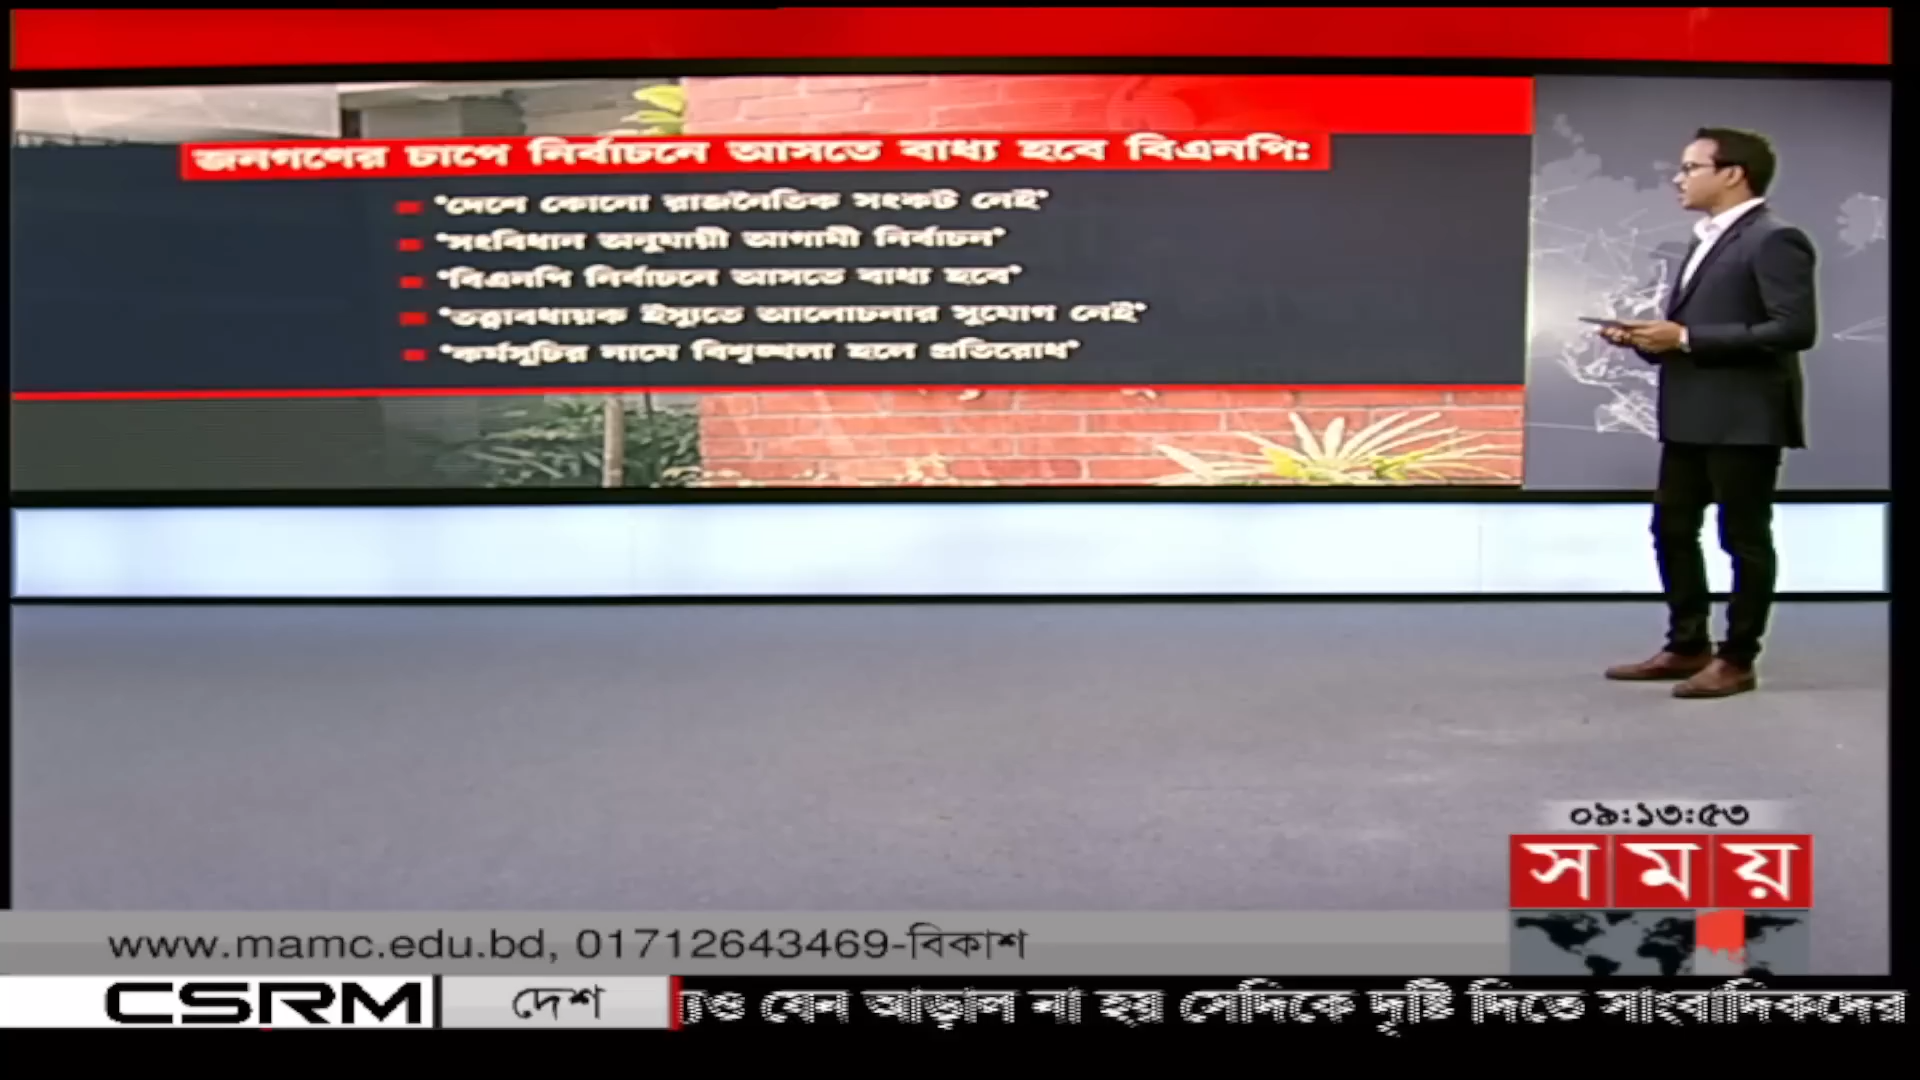 জনগণের চাপে নির্বাচনে আসতে বাধ্য হবে বিএনপি:
‘দেশে কোনো রাজনৈতিক সংকট নেই’
‘সংবিধান অনুযায়ী আগামী নির্বাচন’
‘বিএনপি নির্বাচনে আসতে বাধ্য হবে’
‘তত্ত্বাবধায়ক ইস্যুতে আলোচনার সুযোগ নেই’
‘কর্মসূচির নামে বিশৃঙ্খলা হলে প্রতিরোধ’
০৯:১৩:৫৩
সময়
www.mamc.edu.bd, 01712643469-বিকাশ
CSRM দেশ যেন আড়াল না হয় সেদিকে দৃষ্টি দিতে সাংবাদিকদের